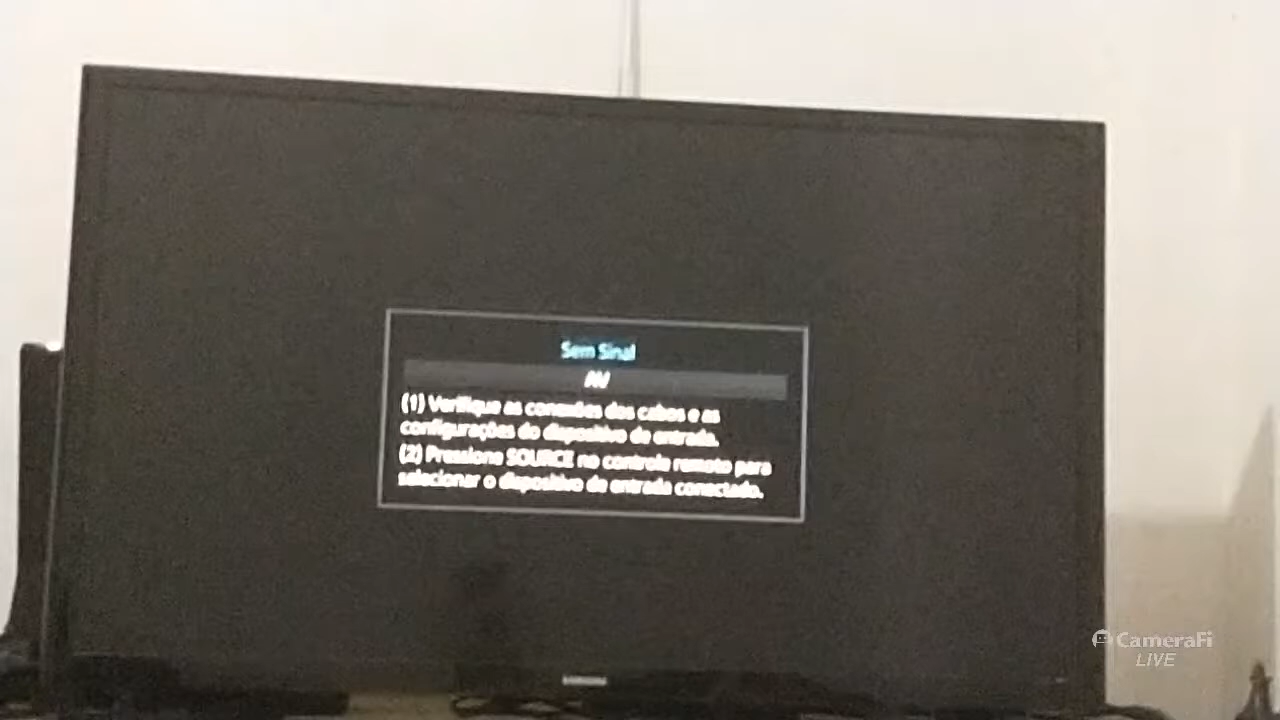 Sem Sinal
AV
(1) Verifique as conexões dos cabos e as
configurações do dispositivo de entrada.
(2) Pressione SOURCE no controle remoto para
selecionar o dispositivo de entrada conectado.
SAMSUNG
CameraFi
LIVE